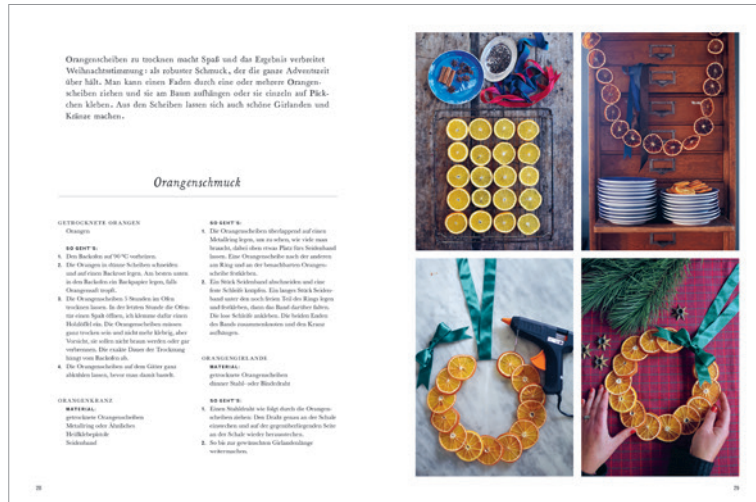 Orangenscheiben zu trocknen macht Spaß und das Ergebnis verbreitet
Weihnachtsstimmung: als robuster Schmuck, der die ganze Adventszeit
über hält. Man kann einen Faden durch eine oder mehrere Orangen-
scheiben ziehen und sie am Baum aufhängen oder sie einzeln auf Päck-
chen kleben. Aus den Scheiben lassen sich auch schöne Girlanden und
Kränze machen.
Orangenschmuck
GETROCKNETE ORANGEN
Orangen
SO GEHT'S:
1. Den Backofen auf 90 °C vorheizen.
2. Die Orangen in dünne Scheiben schneiden
und auf einen Backrost legen. Am besten unten
in den Backofen ein Backpapier legen, falls
Orangensaft tropft.
3. Die Orangenscheiben 5 Stunden im Ofen
trocknen lassen. In der letzten Stunde die Ofen-
tür einen Spalt öffnen, ich klemme dafür einen
Holzlöffel ein. Die Orangenscheiben müssen
ganz trocken sein und nicht mehr klebrig, aber
Vorsicht, sie sollen nicht braun werden oder gar
verbrennen. Die exakte Dauer der Trocknung
hängt vom Backofen ab.
4. Die Orangenscheiben auf dem Gitter ganz
abkühlen lassen, bevor man damit bastelt.
ORANGENKRANZ
MATERIAL:
getrocknete Orangenscheiben
Metallring oder Ähnliches
Heißklebepistole
Seidenband
SO GEHT'S:
1. Die Orangenscheiben überlappend auf einen
Metallring legen, um zu sehen, wie viele man
braucht, dabei oben etwas Platz fürs Seidenband
lassen. Eine Orangenscheibe nach der anderen
am Ring und an der benachbarten Orangen-
scheibe festkleben.
2. Ein Stück Seidenband abschneiden und eine
lose Schleife knüpfen. Ein langes Stück Seiden-
band unter den noch freien Teil des Rings legen
und festkleben, dann das Band darüber falten.
Die lose Schleife ankleben. Die beiden Enden
des Bands zusammenknoten und den Kranz
aufhängen.
ORANGENGIRLANDE
MATERIAL:
getrocknete Orangenscheiben
dünner Stahl- oder Blumendraht
SO GEHT'S:
1. Einen Stahldraht wie folgt durch die Orangen-
scheiben ziehen: Den Draht genau an der Schale
einstechen und auf der gegenüberliegenden Seite
an der Schale wieder herausstechen.
2. So bis zur gewünschten Girlandenlänge
weitermachen.
28
29